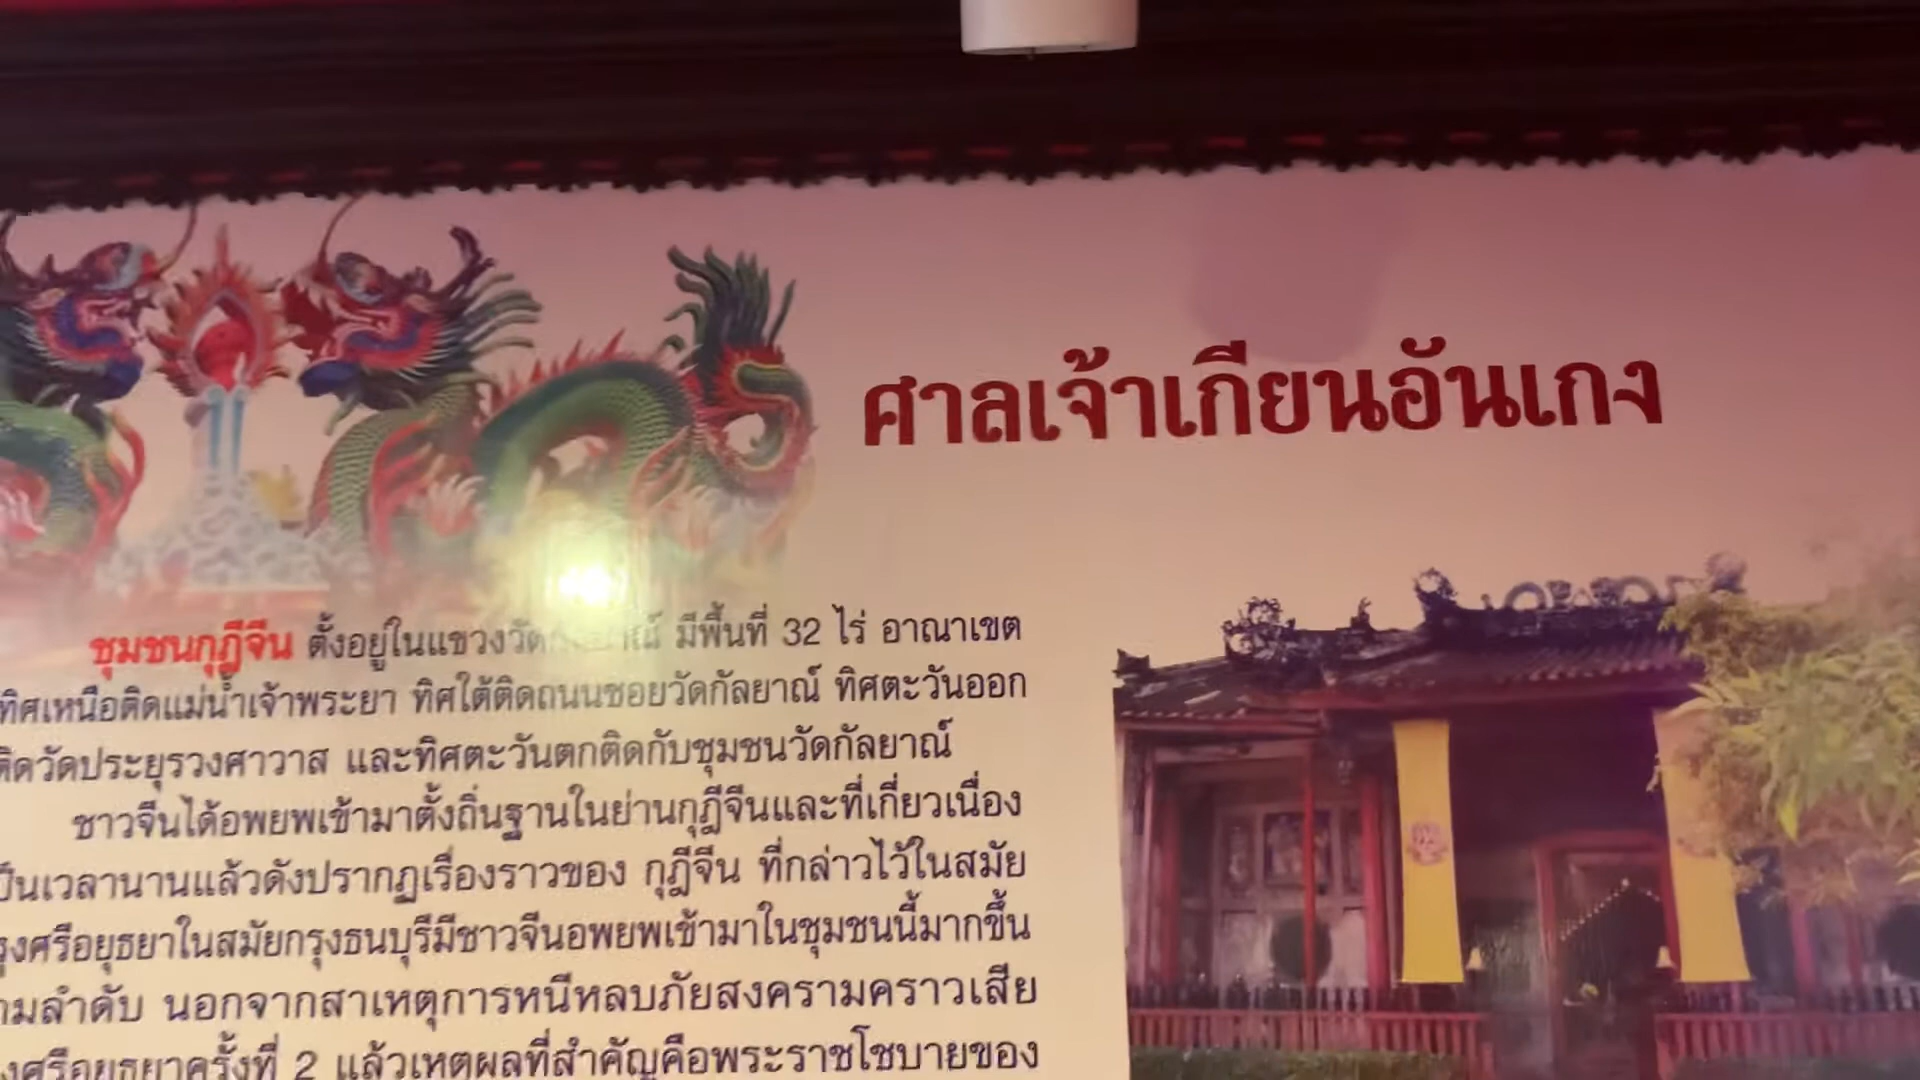 ศาลเจ้าเกียนอันเกง
ชุมชนกุฎีจีน ตั้งอยู่ในแขวง มีพื้นที่ 32 ไร่ อาณาเขต
ทิศเหนือติดแม่น้ำเจ้าพระยา ทิศใต้ติดถนนซอยวัดกัลยาณ์ ทิศตะวันออก
ติดวัดประยุรวงศาวาส และทิศตะวันตกติดกับชุมชนวัดกัลยาณ์
ชาวจีนได้อพยพเข้ามาตั้งถิ่นฐานในย่านกุฎีจีนและที่เกี่ยวเนื่อง
เป็นเวลานานแล้วดังปรากฏเรื่องราวของ กุฎีจีน ที่กล่าวไว้ในสมัย
กรุงศรีอยุธยาในสมัยกรุงธนบุรีมีชาวจีนอพยพเข้ามาในชุมชนนี้มากขึ้น
ตามลำดับ นอกจากสาเหตุการหนีหลบภัยสงครามคราวเสีย
กรุงศรีอยุธยาครั้งที่ 2 แล้วเหตุผลที่สำคัญคือพระราชโชบายของ